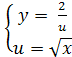 y = 2/u
u = √x